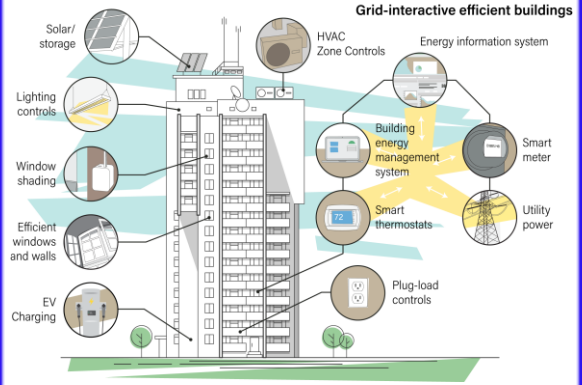 Grid-interactive efficient buildings
Solar/
storage
HVAC
Zone Controls
Energy information system
Lighting
controls
Building
energy
management
system
Smart
meter
Window
shading
Smart
thermostats
72
Utility
power
Efficient
windows
and walls
Plug-load
controls
EV
Charging